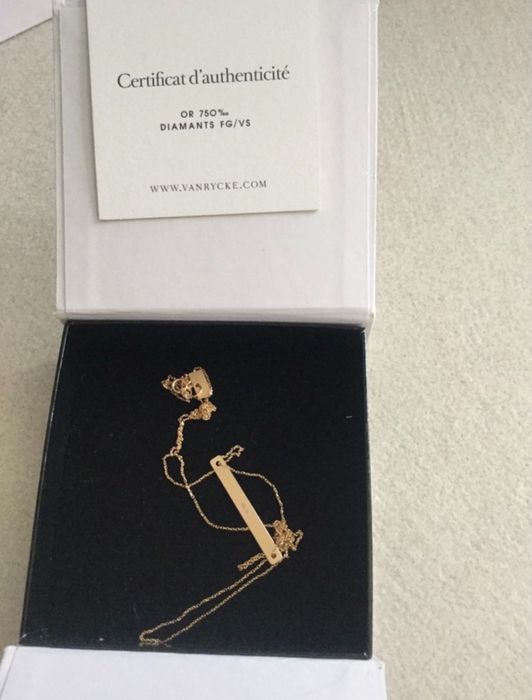 Certificat d'authenticité
OR 750‰
DIAMANTS FG/VS
WWW.VANRYCKE.COM